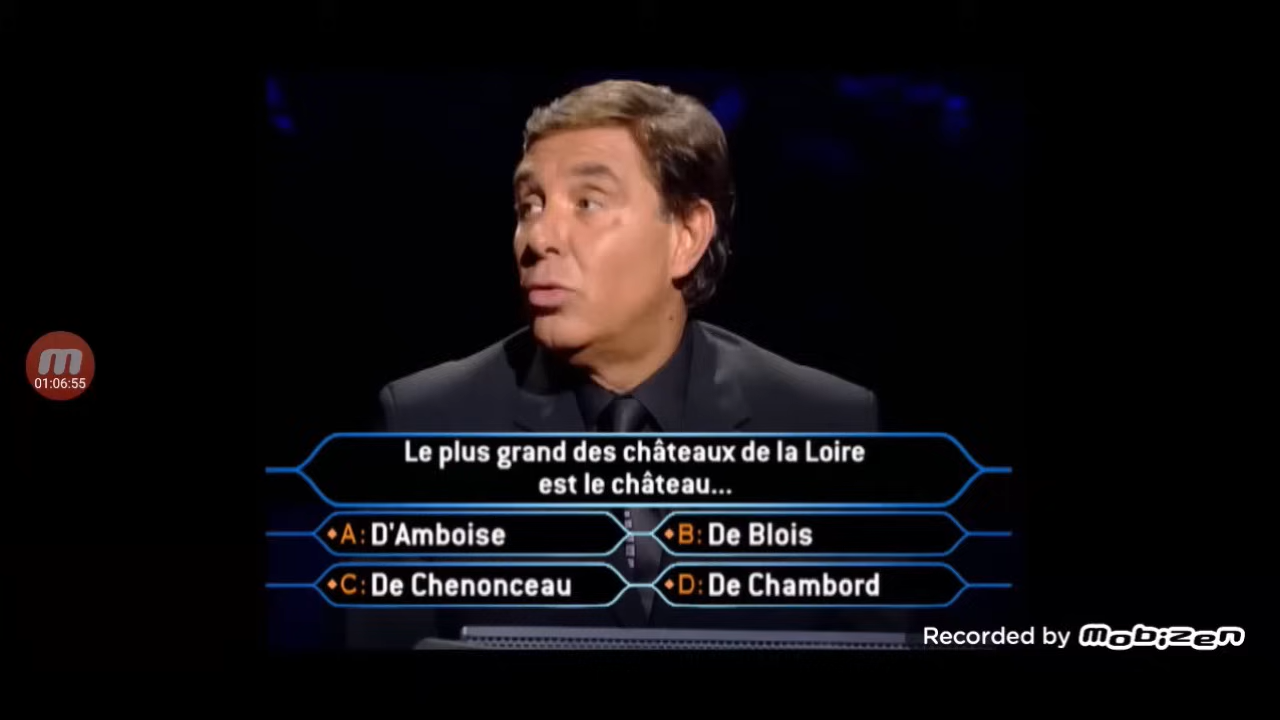 Le plus grand des châteaux de la Loire
est le château...
◆A: D'Amboise
◆B: De Blois
◆C: De Chenonceau
◆D: De Chambord
01:06:55
Recorded by mobizen